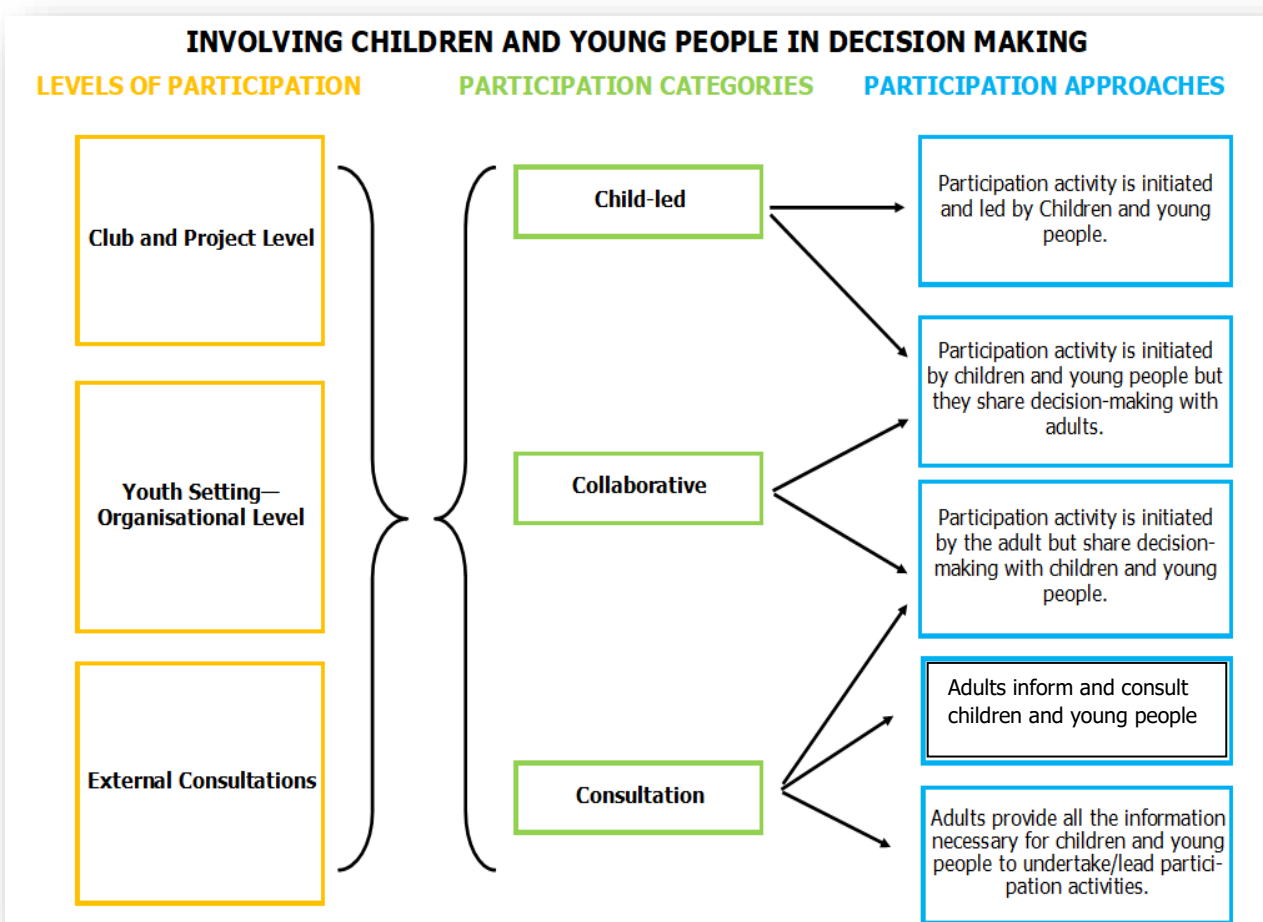 INVOLVING CHILDREN AND YOUNG PEOPLE IN DECISION MAKING
LEVELS OF PARTICIPATION
PARTICIPATION CATEGORIES
PARTICIPATION APPROACHES
Club and Project Level
Youth Setting—
Organisational Level
External Consultations
Child-led
Collaborative
Consultation
Participation activity is initiated
and led by Children and young
people.
Participation activity is initiated
by children and young people but
they share decision-making with
adults.
Participation activity is initiated
by the adult but share decision-
making with children and young
people.
Adults inform and consult
children and young people
Adults provide all the information
necessary for children and young
people to undertake/lead partici-
pation activities.